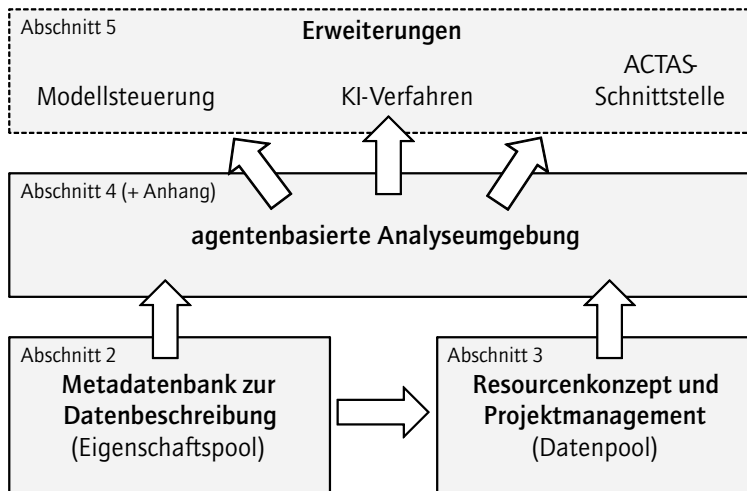 Abschnitt 5
Erweiterungen
Modellsteuerung
KI-Verfahren
ACTAS-
Schnittstelle
Abschnitt 4 (+ Anhang)
agentenbasierte Analyseumgebung
Abschnitt 2
Metadatenbank zur
Datenbeschreibung
(Eigenschaftspool)
Abschnitt 3
Resourcenkonzept und
Projektmanagement
(Datenpool)